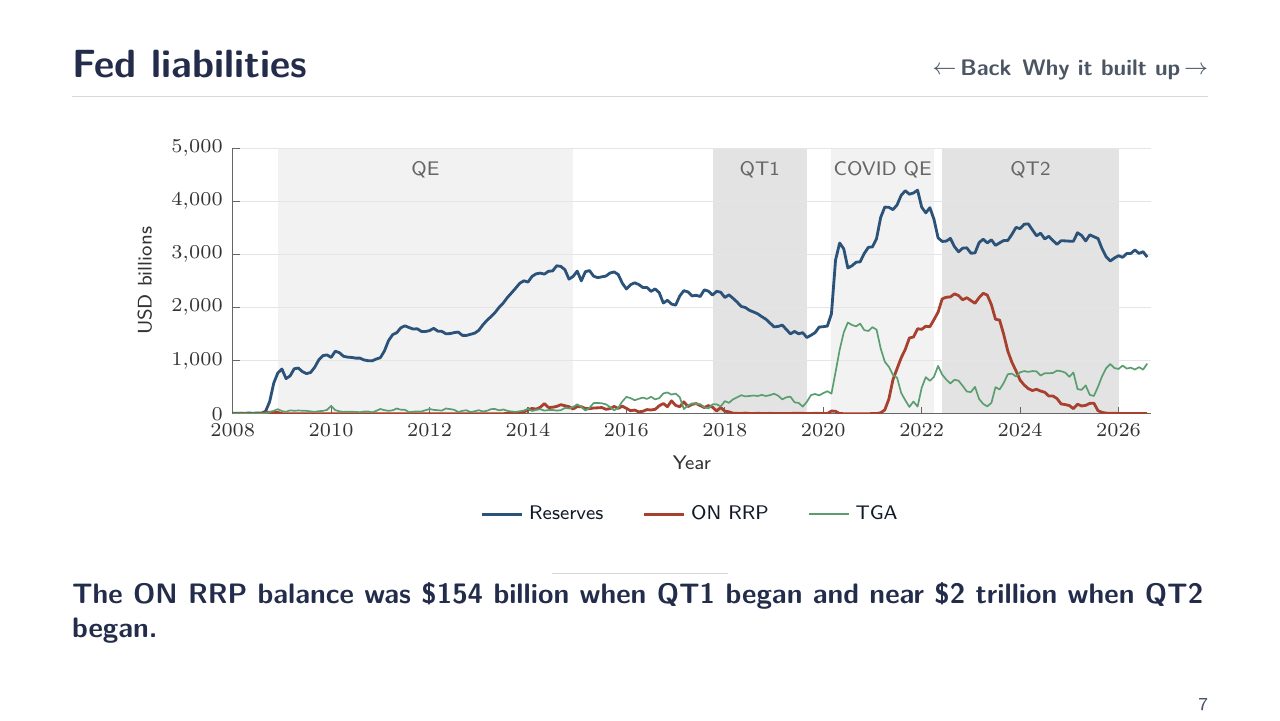 Fed liabilities
← Back Why it built up →
5,000
4,000
3,000
2,000
1,000
0
USD billions
QE
QT1
COVID QE
QT2
2008 2010 2012 2014 2016 2018 2020 2022 2024 2026
Year
Reserves ON RRP TGA
The ON RRP balance was $154 billion when QT1 began and near $2 trillion when QT2
began.
7